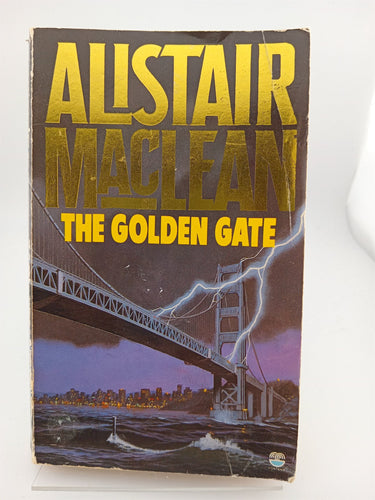 ALISTAIR
MACLEAN
THE GOLDEN GATE